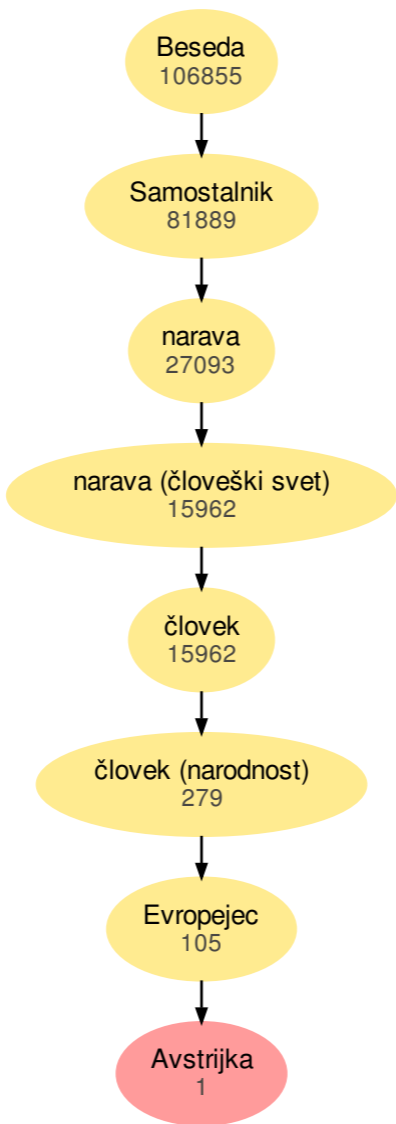 Beseda
106855
Samostalnik
81889
narava
27093
narava (človeški svet)
15962
človek
15962
človek (narodnost)
279
Evropejec
105
Avstrijka
1